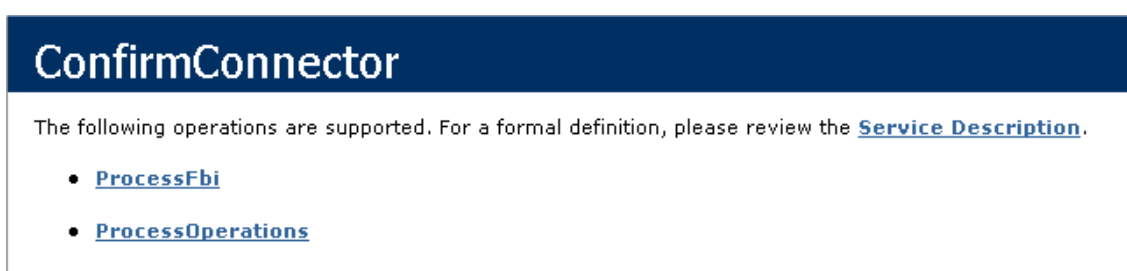 ConfirmConnector
The following operations are supported. For a formal definition, please review the Service Description.
• ProcessFbi
• ProcessOperations